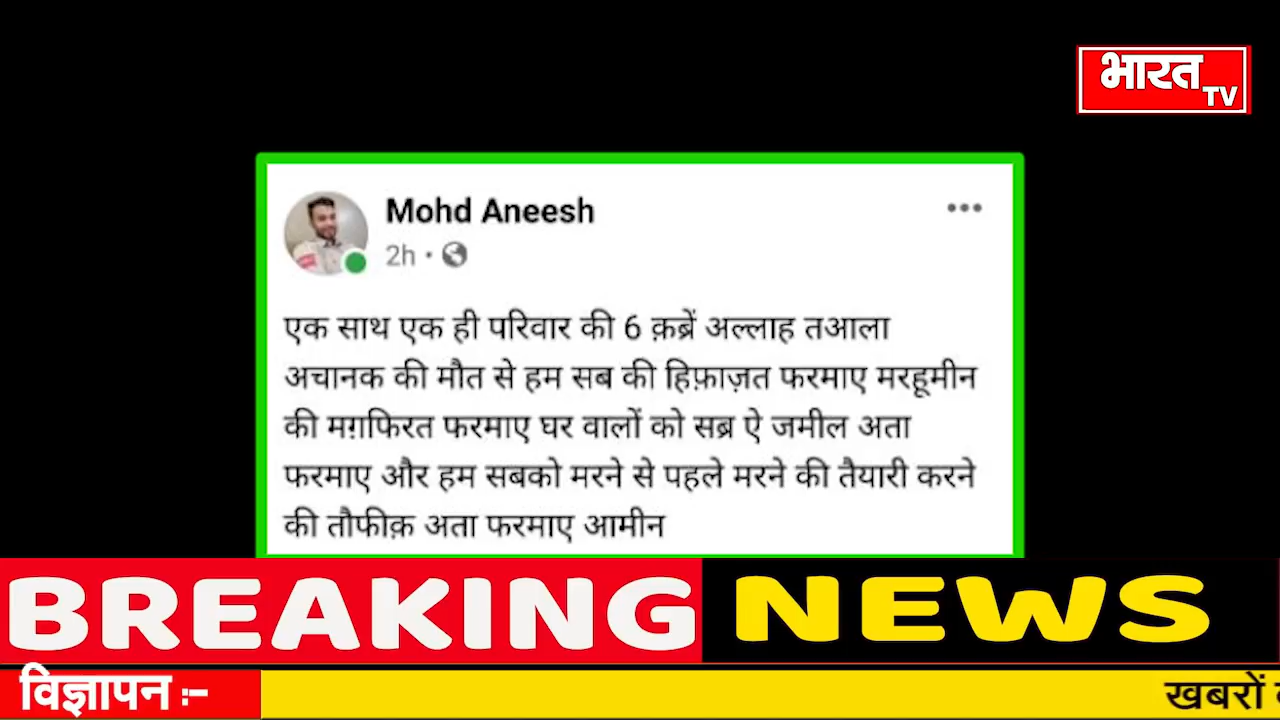 भारत
TV
Mohd Aneesh
2h
एक साथ एक ही परिवार की 6 क़ब्रें अल्लाह तआला
अचानक की मौत से हम सब की हिफ़ाज़त फरमाए मरहूमीन
की मग़फिरत फरमाए घर वालों को सब्र ऐ जमील अता
फरमाए और हम सबको मरने से पहले मरने की तैयारी करने
की तौफीक़ अता फरमाए आमीन
BREAKING NEWS
विज्ञापन :-
खबरों